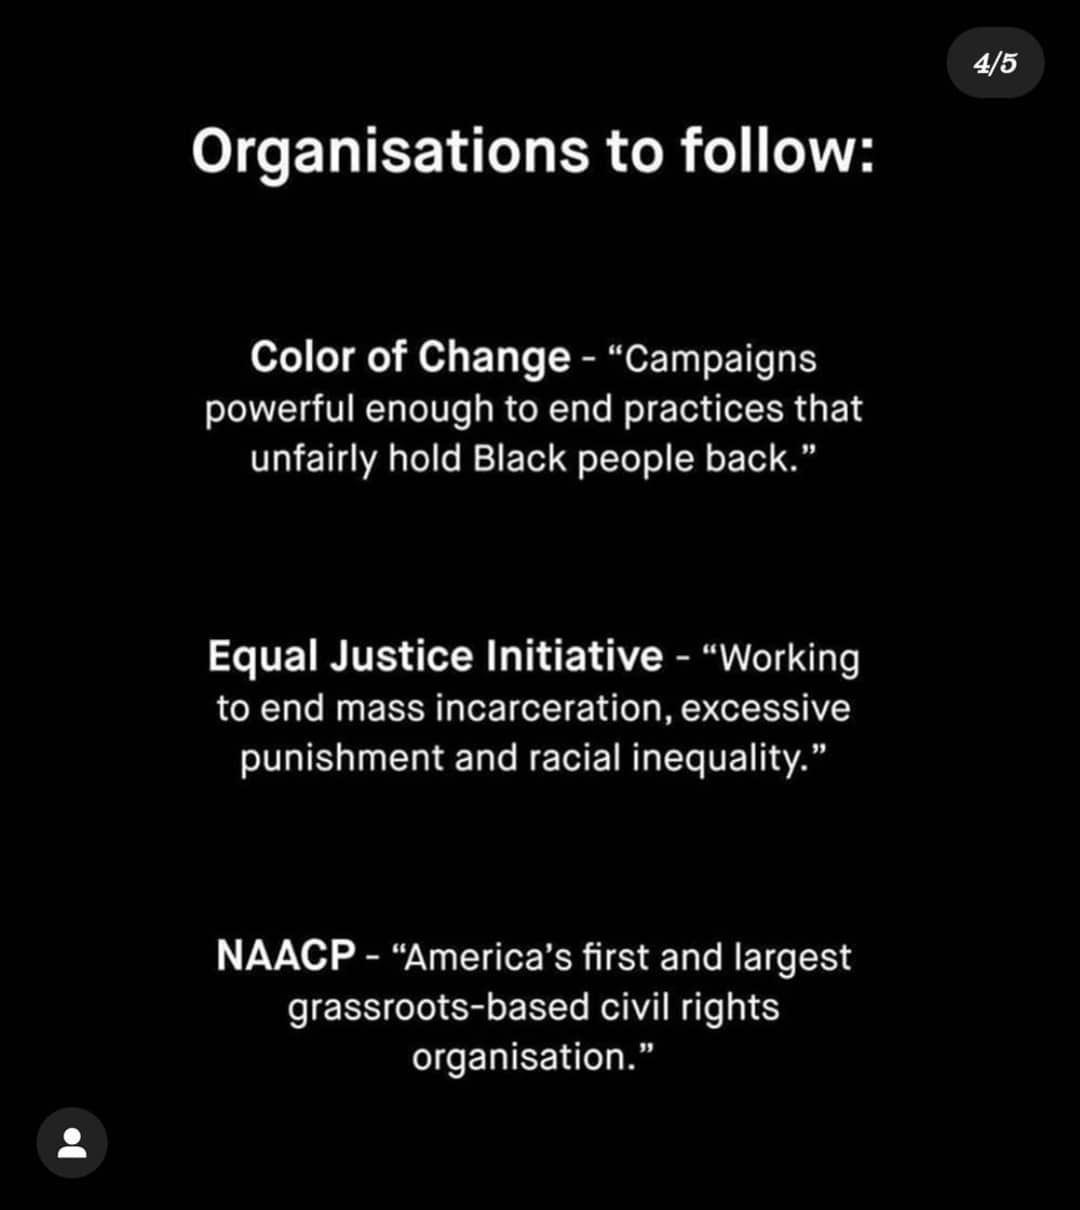 4/5
Organisations to follow:
Color of Change - “Campaigns
powerful enough to end practices that
unfairly hold Black people back.”
Equal Justice Initiative - “Working
to end mass incarceration, excessive
punishment and racial inequality.”
NAACP - “America’s first and largest
grassroots-based civil rights
organisation.”